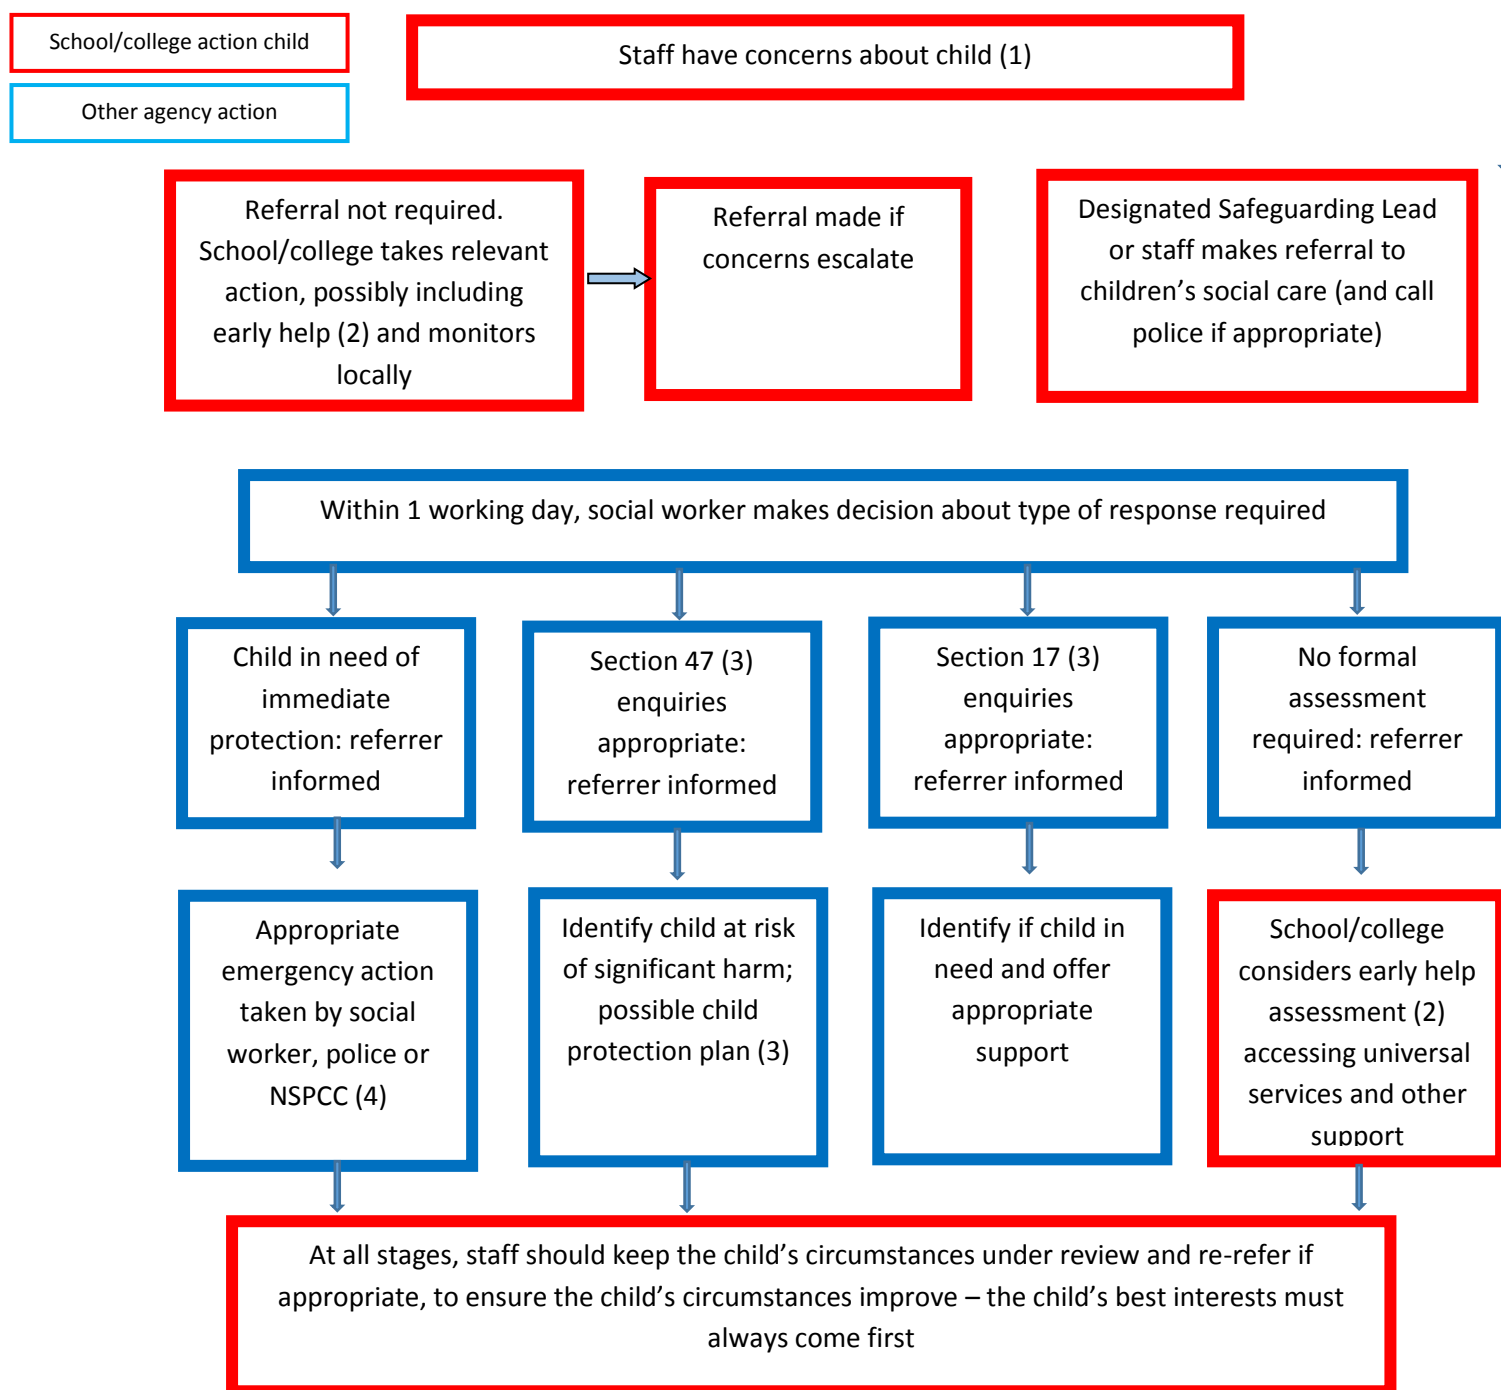 School/college action child
Staff have concerns about child (1)
Other agency action
Referral not required.
School/college takes relevant
action, possibly including
early help (2) and monitors
locally
Referral made if
concerns escalate
Designated Safeguarding Lead
or staff makes referral to
children’s social care (and call
police if appropriate)
Within 1 working day, social worker makes decision about type of response required
Child in need of
immediate
protection: referrer
informed
Section 47 (3)
enquiries
appropriate:
referrer informed
Section 17 (3)
enquiries
appropriate:
referrer informed
No formal
assessment
required: referrer
informed
Appropriate
emergency action
taken by social
worker, police or
NSPCC (4)
Identify child at risk
of significant harm;
possible child
protection plan (3)
Identify if child in
need and offer
appropriate
support
School/college
considers early help
assessment (2)
accessing universal
services and other
support
At all stages, staff should keep the child’s circumstances under review and re-refer if
appropriate, to ensure the child’s circumstances improve – the child’s best interests must
always come first